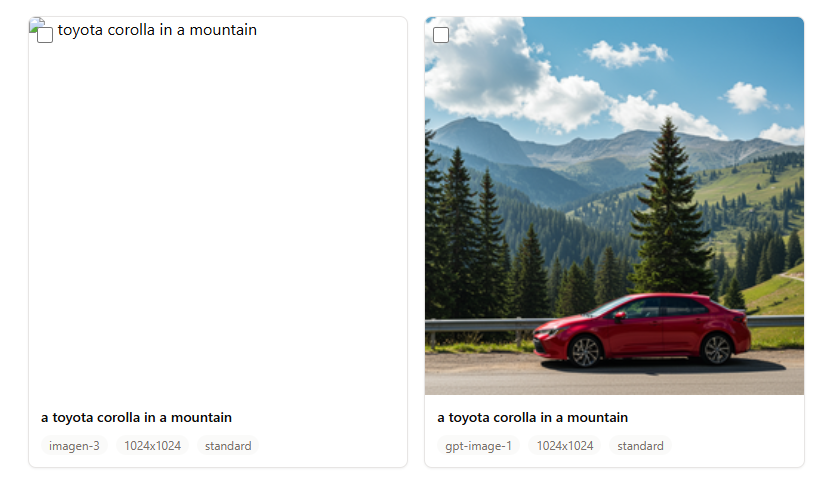 toyota corolla in a mountain
a toyota corolla in a mountain
imagen-3 1024x1024 standard
a toyota corolla in a mountain
gpt-image-1 1024x1024 standard